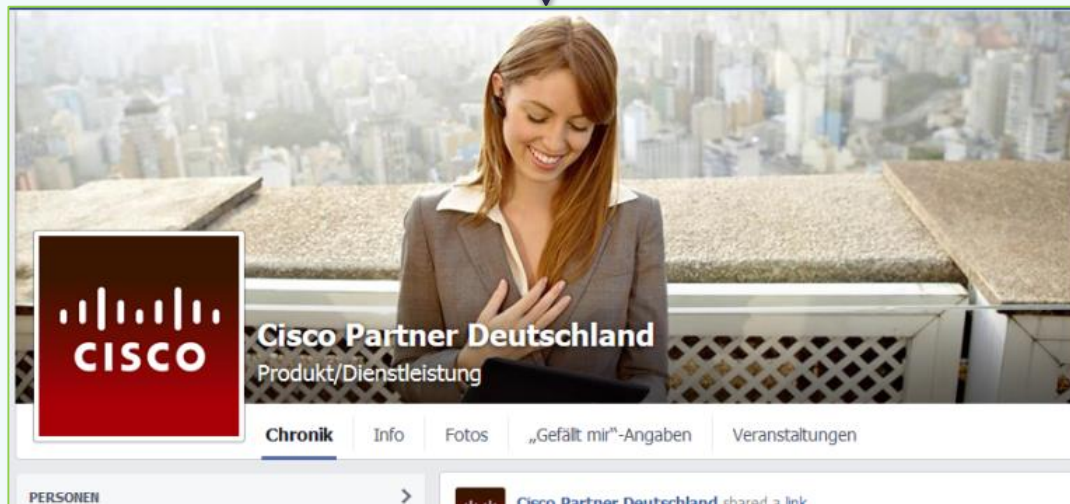 CISCO
Cisco Partner Deutschland
Produkt/Dienstleistung
Chronik Info Fotos „Gefällt mir“-Angaben Veranstaltungen
PERSONEN
Cisco Partner Deutschland shared a link